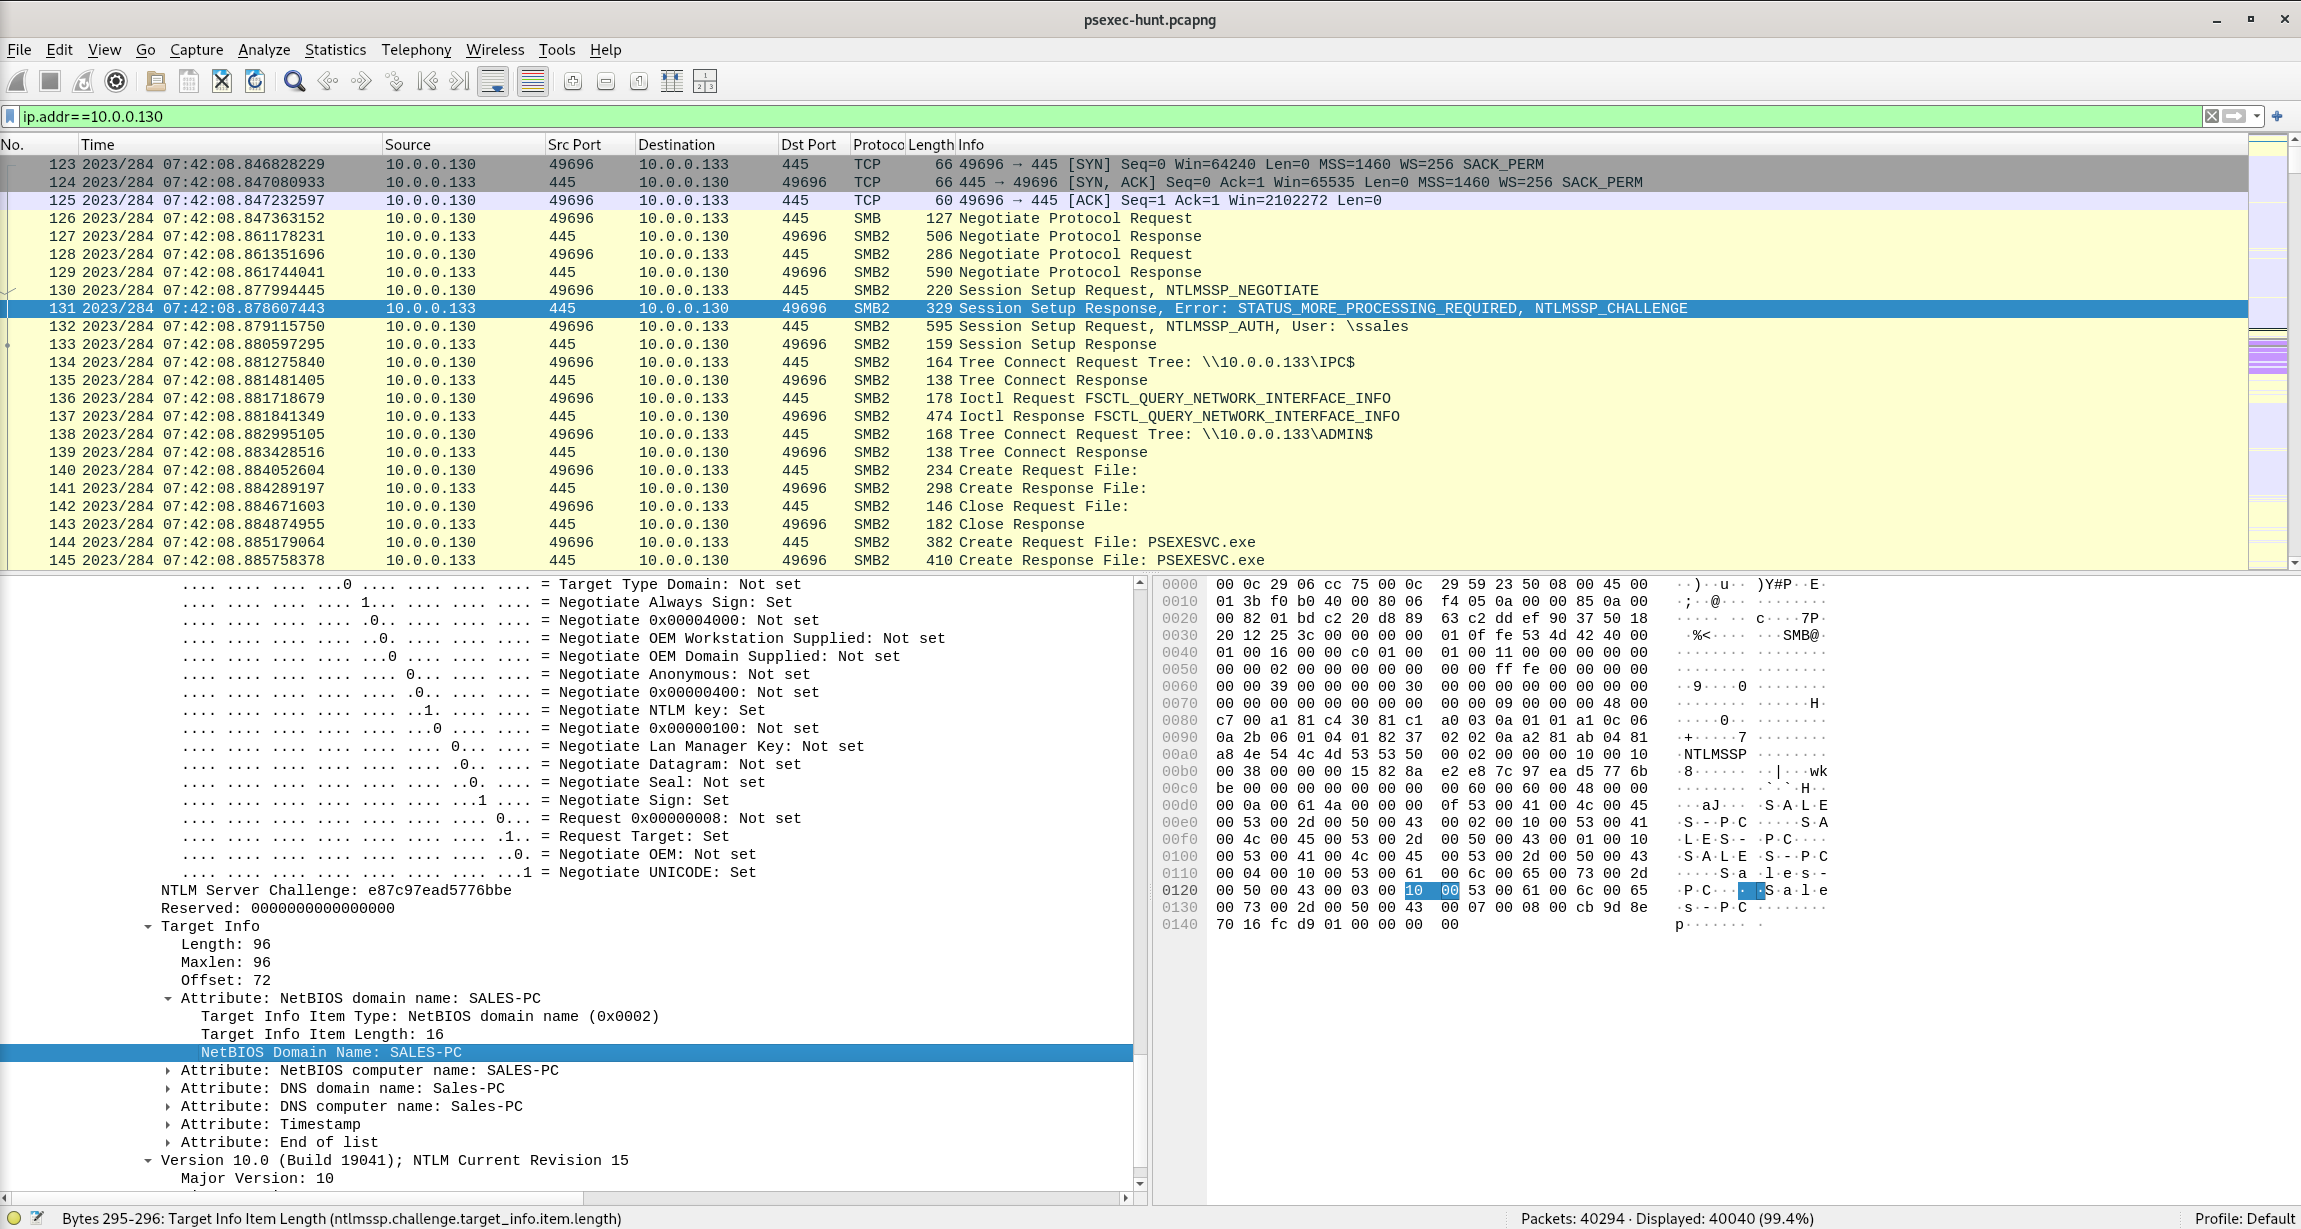 psexec-hunt.pcapng
File Edit View Go Capture Analyze Statistics Telephony Wireless Tools Help
ip.addr==10.0.0.130
No. Time Source Src Port Destination Dst Port Protoco Length Info
123 2023/284 07:42:08.846828229 10.0.0.130 49696 10.0.0.133 445 TCP 66 49696 → 445 [SYN] Seq=0 Win=64240 Len=0 MSS=1460 WS=256 SACK_PERM
124 2023/284 07:42:08.847080933 10.0.0.133 445 10.0.0.130 49696 TCP 66 445 → 49696 [SYN, ACK] Seq=0 Ack=1 Win=65535 Len=0 MSS=1460 WS=256 SACK_PERM
125 2023/284 07:42:08.847232597 10.0.0.130 49696 10.0.0.133 445 TCP 60 49696 → 445 [ACK] Seq=1 Ack=1 Win=2102272 Len=0
126 2023/284 07:42:08.847363152 10.0.0.130 49696 10.0.0.133 445 SMB 127 Negotiate Protocol Request
127 2023/284 07:42:08.861178231 10.0.0.133 445 10.0.0.130 49696 SMB2 506 Negotiate Protocol Response
128 2023/284 07:42:08.861351696 10.0.0.130 49696 10.0.0.133 445 SMB2 286 Negotiate Protocol Request
129 2023/284 07:42:08.861744041 10.0.0.133 445 10.0.0.130 49696 SMB2 590 Negotiate Protocol Response
130 2023/284 07:42:08.877994445 10.0.0.130 49696 10.0.0.133 445 SMB2 220 Session Setup Request, NTLMSSP_NEGOTIATE
131 2023/284 07:42:08.878607443 10.0.0.133 445 10.0.0.130 49696 SMB2 329 Session Setup Response, Error: STATUS_MORE_PROCESSING_REQUIRED, NTLMSSP_CHALLENGE
132 2023/284 07:42:08.879115750 10.0.0.130 49696 10.0.0.133 445 SMB2 595 Session Setup Request, NTLMSSP_AUTH, User: \ssales
133 2023/284 07:42:08.880597295 10.0.0.133 445 10.0.0.130 49696 SMB2 159 Session Setup Response
134 2023/284 07:42:08.881275840 10.0.0.130 49696 10.0.0.133 445 SMB2 164 Tree Connect Request Tree: \\10.0.0.133\IPC$
135 2023/284 07:42:08.881481405 10.0.0.133 445 10.0.0.130 49696 SMB2 138 Tree Connect Response
136 2023/284 07:42:08.881718679 10.0.0.130 49696 10.0.0.133 445 SMB2 178 Ioctl Request FSCTL_QUERY_NETWORK_INTERFACE_INFO
137 2023/284 07:42:08.881841349 10.0.0.133 445 10.0.0.130 49696 SMB2 474 Ioctl Response FSCTL_QUERY_NETWORK_INTERFACE_INFO
138 2023/284 07:42:08.882995105 10.0.0.130 49696 10.0.0.133 445 SMB2 168 Tree Connect Request Tree: \\10.0.0.133\ADMIN$
139 2023/284 07:42:08.883428516 10.0.0.133 445 10.0.0.130 49696 SMB2 138 Tree Connect Response
140 2023/284 07:42:08.884052604 10.0.0.130 49696 10.0.0.133 445 SMB2 234 Create Request File:
141 2023/284 07:42:08.884289197 10.0.0.133 445 10.0.0.130 49696 SMB2 298 Create Response File:
142 2023/284 07:42:08.884671603 10.0.0.130 49696 10.0.0.133 445 SMB2 146 Close Request File:
143 2023/284 07:42:08.884874955 10.0.0.133 445 10.0.0.130 49696 SMB2 182 Close Response
144 2023/284 07:42:08.885179064 10.0.0.130 49696 10.0.0.133 445 SMB2 382 Create Request File: PSEXESVC.exe
145 2023/284 07:42:08.885758378 10.0.0.133 445 10.0.0.130 49696 SMB2 410 Create Response File: PSEXESVC.exe
.... .... .... ...0 .... .... .... .... = Target Type Domain: Not set
.... .... .... .... 1... .... .... .... = Negotiate Always Sign: Set
.... .... .... .... .0.. .... .... .... = Negotiate 0x00004000: Not set
.... .... .... .... ..0. .... .... .... = Negotiate OEM Workstation Supplied: Not set
.... .... .... .... ...0 .... .... .... = Negotiate OEM Domain Supplied: Not set
.... .... .... .... .... 0... .... .... = Negotiate Anonymous: Not set
.... .... .... .... .... .0.. .... .... = Negotiate 0x00000400: Not set
.... .... .... .... .... ..1. .... .... = Negotiate NTLM key: Set
.... .... .... .... .... ...0 .... .... = Negotiate 0x00000100: Not set
.... .... .... .... .... .... 0... .... = Negotiate Lan Manager Key: Not set
.... .... .... .... .... .... .0.. .... = Negotiate Datagram: Not set
.... .... .... .... .... .... ..0. .... = Negotiate Seal: Not set
.... .... .... .... .... .... ...1 .... = Negotiate Sign: Set
.... .... .... .... .... .... .... 0... = Request 0x00000008: Not set
.... .... .... .... .... .... .... .1.. = Request Target: Set
.... .... .... .... .... .... .... ..0. = Negotiate OEM: Not set
.... .... .... .... .... .... .... ...1 = Negotiate UNICODE: Set
NTLM Server Challenge: e87c97ead5776bbe
Reserved: 0000000000000000
Target Info
Length: 96
Maxlen: 96
Offset: 72
Attribute: NetBIOS domain name: SALES-PC
Target Info Item Type: NetBIOS domain name (0x0002)
Target Info Item Length: 16
NetBIOS Domain Name: SALES-PC
Attribute: NetBIOS computer name: SALES-PC
Attribute: DNS domain name: Sales-PC
Attribute: DNS computer name: Sales-PC
Attribute: Timestamp
Attribute: End of list
Version 10.0 (Build 19041); NTLM Current Revision 15
Major Version: 10
0000 00 0c 29 06 cc 75 00 0c 29 59 23 50 08 00 45 00 ··)··u·· )Y#P··E·
0010 01 3b f0 b0 40 00 80 06 f4 05 0a 00 00 85 0a 00 ·;··@··· ········
0020 00 82 01 bd c2 20 d8 89 63 c2 dd ef 90 37 50 18 ····· ·· c····7P·
0030 20 12 25 3c 00 00 00 00 01 0f fe 53 4d 42 40 00 ·%<···· ···SMB@·
0040 01 00 16 00 00 c0 01 00 01 00 11 00 00 00 00 00 ········ ········
0050 00 00 02 00 00 00 00 00 00 00 ff fe 00 00 00 00 ········ ········
0060 00 00 39 00 00 00 00 30 00 00 00 00 00 00 00 00 ··9····0 ········
0070 00 00 00 00 00 00 00 00 00 09 00 00 00 00 48 00 ········ ······H·
0080 c7 00 a1 81 c4 30 81 c1 a0 03 0a 01 01 a1 0c 06 ·····0·· ········
0090 0a 2b 06 01 04 01 82 37 02 02 0a a2 81 ab 04 81 ·+·····7 ········
00a0 a8 4e 54 4c 4d 53 53 50 00 02 00 00 00 10 00 10 ·NTLMSSP ········
00b0 00 38 00 00 00 15 82 8a e2 e8 7c 97 ea d5 77 6b ·8······ ··|···wk
00c0 be 00 00 00 00 00 00 00 00 60 00 60 00 48 00 00 ········ ·`·`·H··
00d0 00 0a 00 61 4a 00 00 00 0f 53 00 41 00 4c 00 45 ···aJ··· ·S·A·L·E
00e0 00 53 00 2d 00 50 00 43 00 02 00 10 00 53 00 41 ·S·-·P·C ·····S·A
00f0 00 4c 00 45 00 53 00 2d 00 50 00 43 00 01 00 10 ·L·E·S·- ·P·C····
0100 00 53 00 41 00 4c 00 45 00 53 00 2d 00 50 00 43 ·S·A·L·E ·S·-·P·C
0110 00 04 00 10 00 53 00 61 00 6c 00 65 00 73 00 2d ·····S·a ·l·e·s·-
0120 00 50 00 43 00 03 00 10 00 53 00 61 00 6c 00 65 ·P·C···· ·S·a·l·e
0130 00 73 00 2d 00 50 00 43 00 07 00 08 00 cb 9d 8e ·s·-·P·C ········
0140 70 16 fc d9 01 00 00 00 00 p······· ·
Bytes 295-296: Target Info Item Length (ntlmssp.challenge.target_info.item.length) Packets: 40294 · Displayed: 40040 (99.4%) Profile: Default